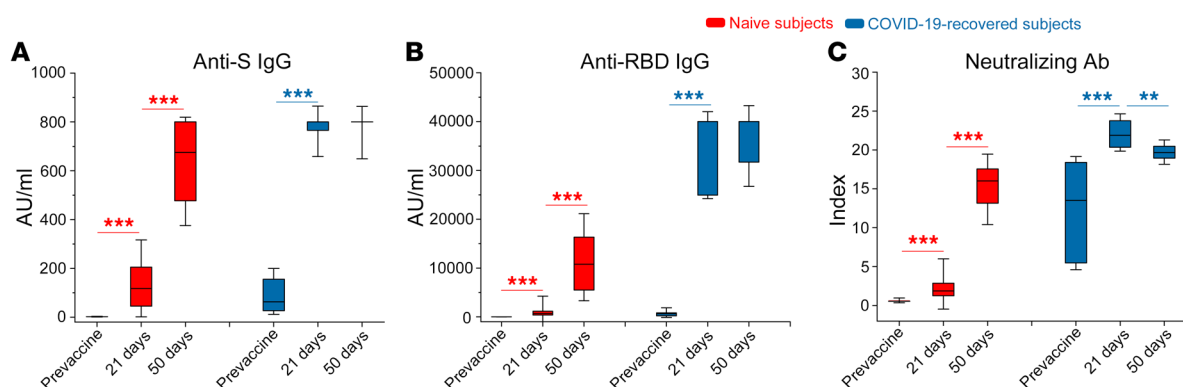 Naive subjects COVID-19-recovered subjects
A Anti-S IgG
AU/ml
1000
800
600
400
200
0
*** *** ***
Prevaccine 21 days 50 days Prevaccine 21 days 50 days
B Anti-RBD IgG
AU/ml
50000
40000
30000
20000
10000
0
*** *** ***
Prevaccine 21 days 50 days Prevaccine 21 days 50 days
C Neutralizing Ab
Index
30
25
20
15
10
5
0
*** *** *** **
Prevaccine 21 days 50 days Prevaccine 21 days 50 days